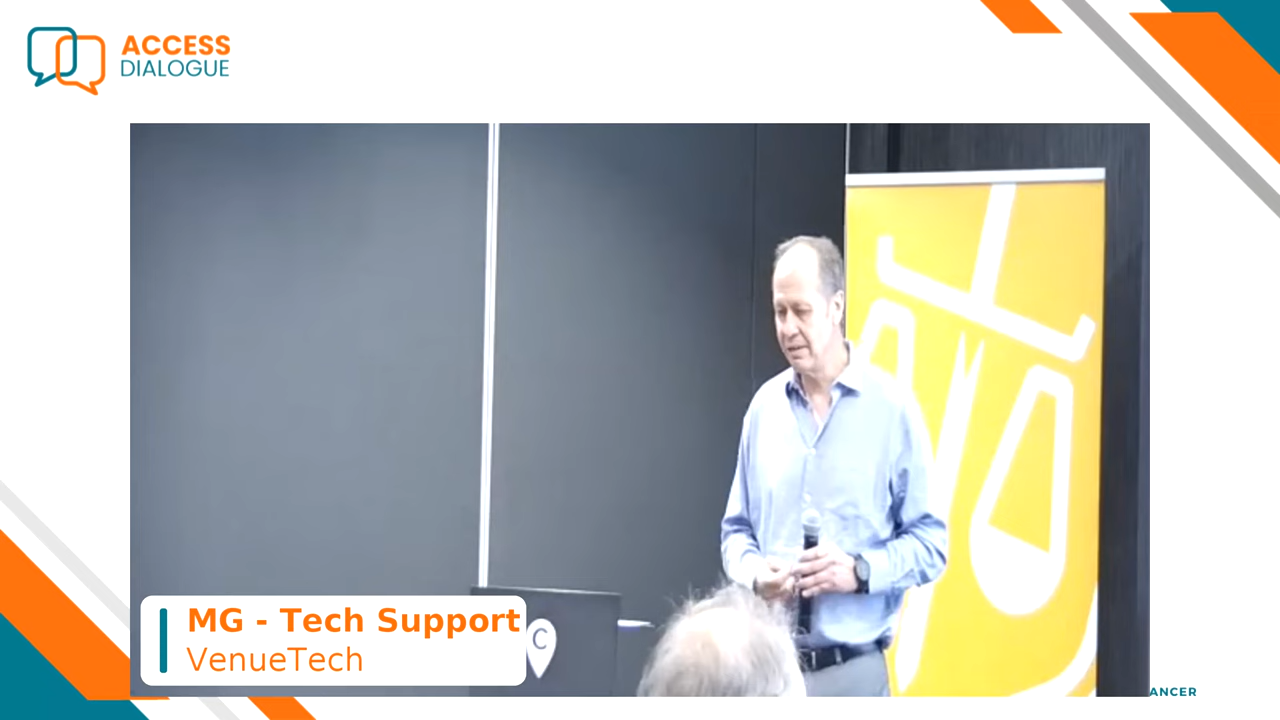 ACCESS
DIALOGUE
MG - Tech Support
VenueTech
C
ANCER